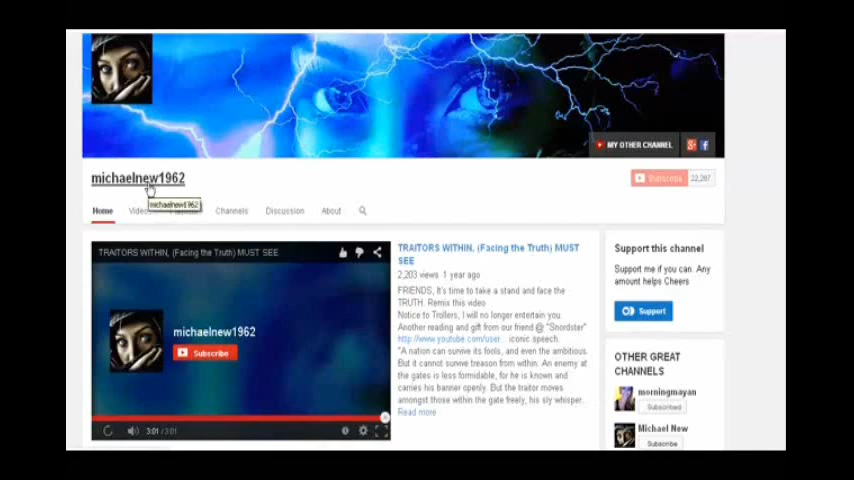 MY OTHER CHANNEL
michaelnew1962
Subscribe 22,287
michaelnew1962
Home Videos Channels Discussion About
TRAITORS WITHIN, (Facing the Truth) MUST SEE
michaelnew1962
Subscribe
3:01 / 3:01
TRAITORS WITHIN, (Facing the Truth) MUST
SEE
2,203 views 1 year ago
FRIENDS, It's time to take a stand and face the
TRUTH. Remix this video
Notice to Trollers, I will no longer entertain you.
Another reading and gift from our friend @ "Snordster"
http://www.youtube.com/user... iconic speech.
"A nation can survive its fools, and even the ambitious.
But it cannot survive treason from within. An enemy at
the gates is less formidable, for he is known and
carries his banner openly. But the traitor moves
amongst those within the gate freely, his sly whisper...
Read more
Support this channel
Support me if you can. Any
amount helps Cheers
Support
OTHER GREAT
CHANNELS
morningmayan
Subscribed
Michael New
Subscribe